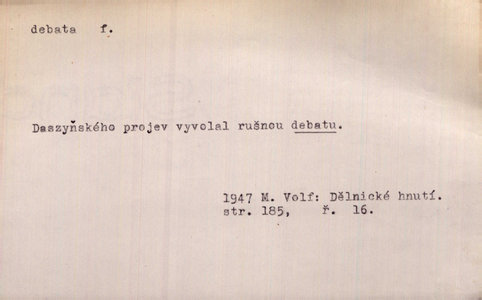 debata f.
Daszyňského projev vyvolal rušnou debatu.
1947 M. Volf: Dělnické hnutí.
str. 185, ř. 16.